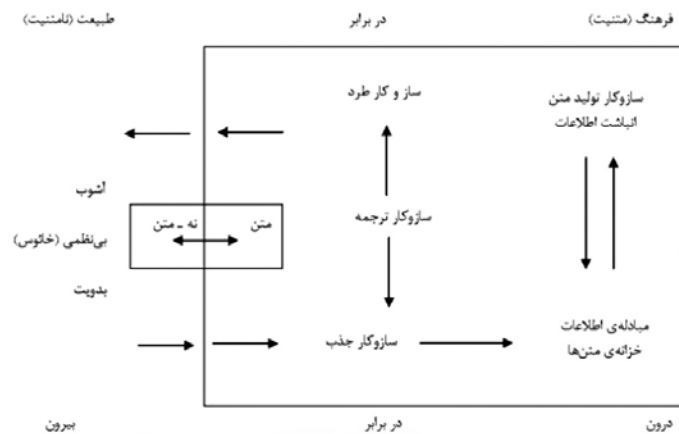 فرهنگ (متنیت)
در برابر
طبیعت (نامتنیت)
سازوکار تولید متن
انباشت اطلاعات
ساز و کار طرد
آشوب
سازوکار ترجمه
متن
نه ـ متن
بی‌نظمی (خائوس)
بدویت
مبادله‌ی اطلاعات
خزانه‌ی متن‌ها
سازوکار جذب
درون
در برابر
بیرون